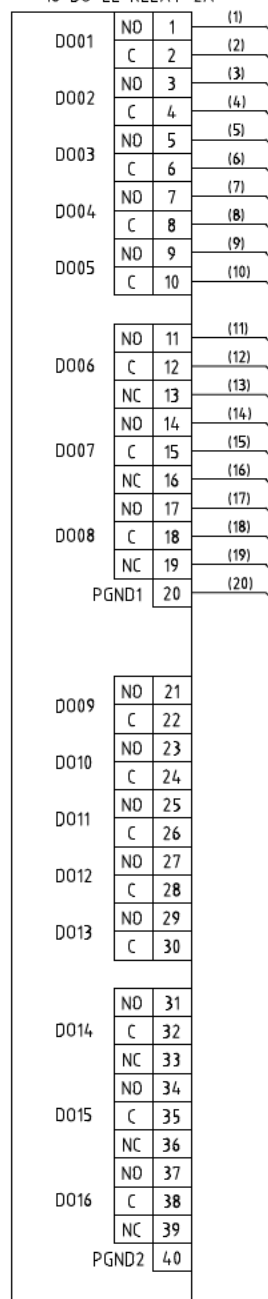 NO 1 (1)
DO01
C 2 (2)
NO 3 (3)
DO02
C 4 (4)
NO 5 (5)
DO03
C 6 (6)
NO 7 (7)
DO04
C 8 (8)
NO 9 (9)
DO05
C 10 (10)
NO 11 (11)
DO06 C 12 (12)
NC 13 (13)
NO 14 (14)
DO07 C 15 (15)
NC 16 (16)
NO 17 (17)
DO08 C 18 (18)
NC 19 (19)
PGND1 20 (20)
NO 21
DO09
C 22
NO 23
DO10
C 24
NO 25
DO11
C 26
NO 27
DO12
C 28
NO 29
DO13
C 30
NO 31
DO14 C 32
NC 33
NO 34
DO15 C 35
NC 36
NO 37
DO16 C 38
NC 39
PGND2 40